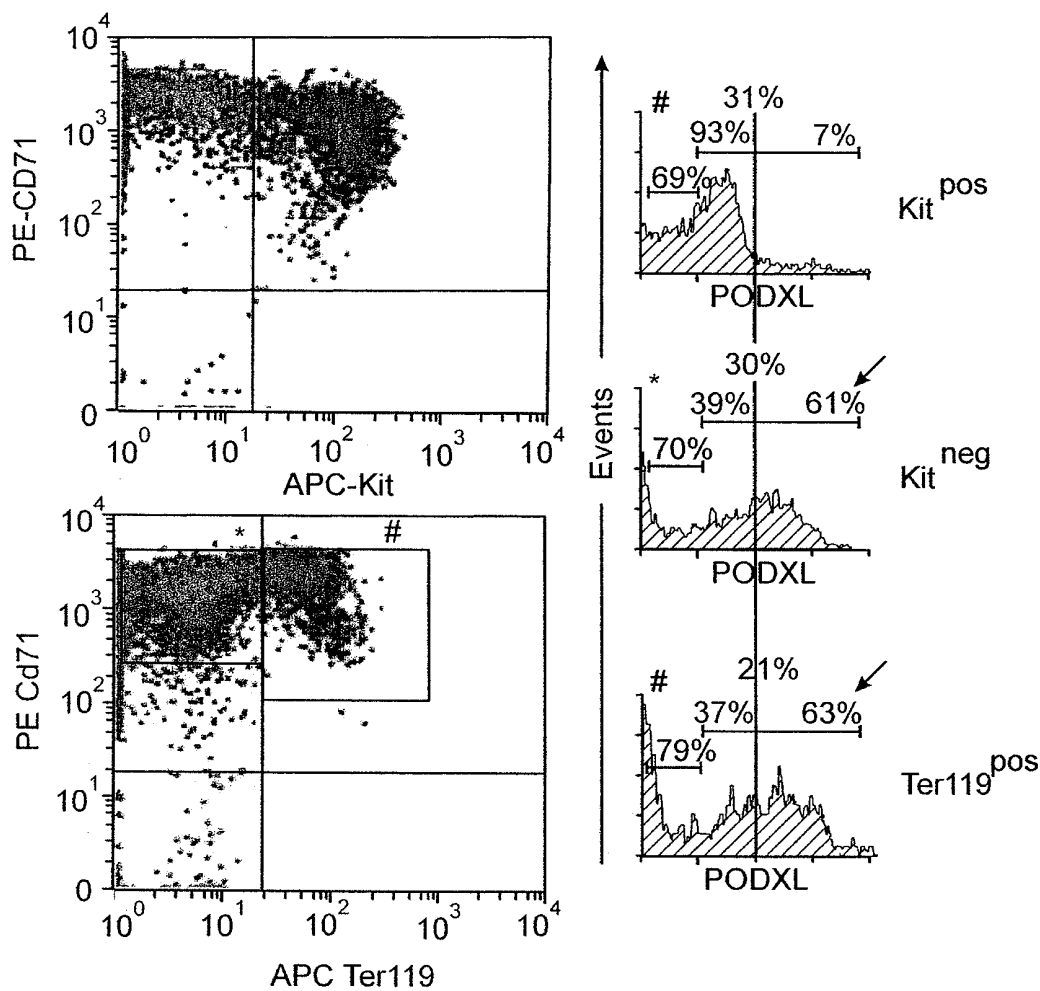 10^4
10^3
10^2
10^1
0
PE-CD71
10^0 10^1 10^2 10^3 10^4
APC-Kit
10^4
10^3
10^2
10^1
0
PE Cd71
* #
10^0 10^1 10^2 10^3 10^4
APC Ter119
Events
#
31%
93% 7%
69%
PODXL
Kit^pos
*
30%
39% 61%
70%
PODXL
Kit^neg
#
21%
37% 63%
79%
PODXL
Ter119^pos